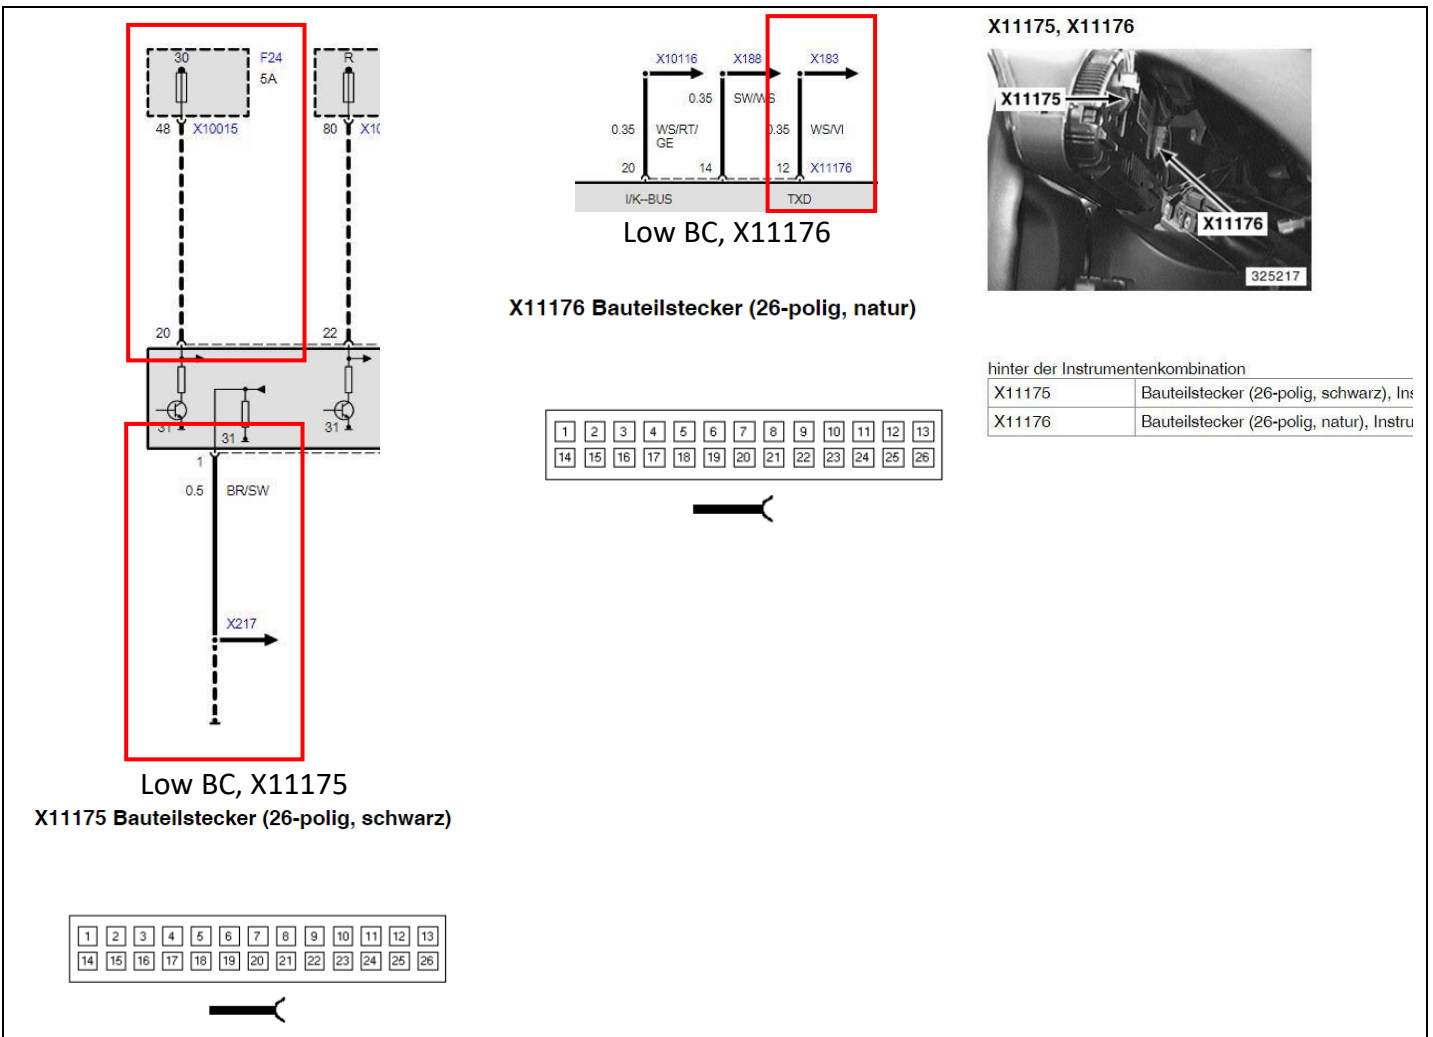 30
F24
5A
R
48
X10015
80
X10
20
22
31
31
31
1
0.5
BR/SW
X217
Low BC, X11175
X11175 Bauteilstecker (26-polig, schwarz)
1 2 3 4 5 6 7 8 9 10 11 12 13
14 15 16 17 18 19 20 21 22 23 24 25 26
X10116
X188
X183
0.35
SW/WS
0.35
WS/RT/
GE
0.35
WS/VI
20
14
12
X11176
I/K--BUS
TXD
Low BC, X11176
X11176 Bauteilstecker (26-polig, natur)
1 2 3 4 5 6 7 8 9 10 11 12 13
14 15 16 17 18 19 20 21 22 23 24 25 26
X11175, X11176
X11175
X11176
325217
hinter der Instrumentenkombination
X11175 Bauteilstecker (26-polig, schwarz), Ins
X11176 Bauteilstecker (26-polig, natur), Instru